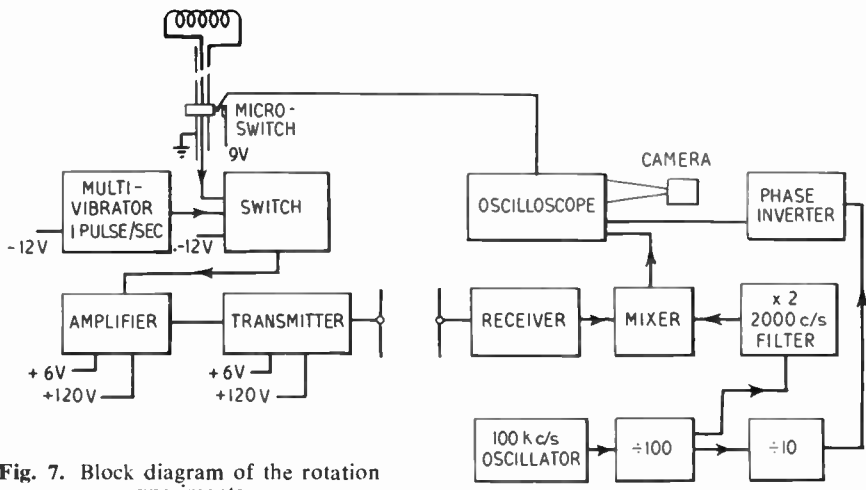 MICRO-
SWITCH
9V
MULTI-
VIBRATOR
1 PULSE/SEC
-12V
SWITCH
-12V
AMPLIFIER
TRANSMITTER
+6V
+120V
+6V
+120V
OSCILLOSCOPE
CAMERA
PHASE
INVERTER
RECEIVER
MIXER
x 2
2000 c/s
FILTER
100 kc/s
OSCILLATOR
÷100
÷10
Fig. 7. Block diagram of the rotation